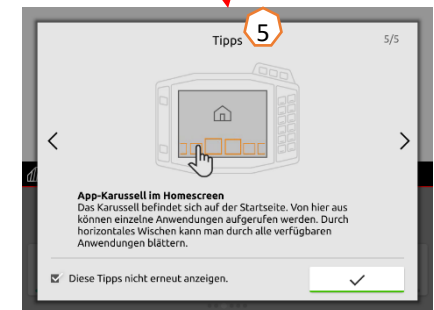 Tipps
5
5/5
App-Karussell im Homescreen
Das Karussell befindet sich auf der Startseite. Von hier aus
können einzelne Anwendungen aufgerufen werden. Durch
horizontales Wischen kann man durch alle verfügbaren
Anwendungen blättern.
Diese Tipps nicht erneut anzeigen.